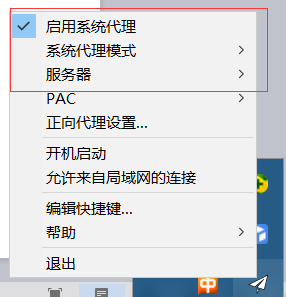 启用系统代理
系统代理模式
服务器
PAC
正向代理设置...
开机启动
允许来自局域网的连接
编辑快捷键...
帮助
退出
中